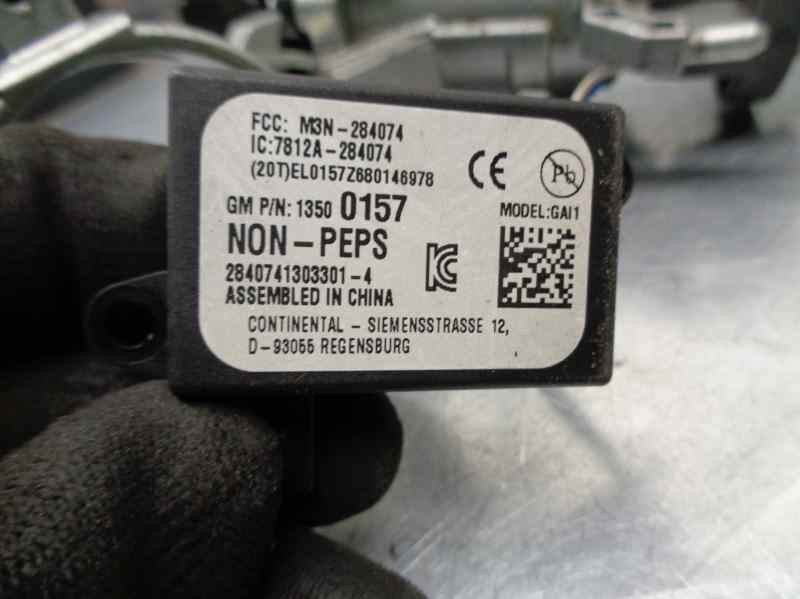 FCC: M3N-284074
IC:7812A-284074
(20T)EL0157Z680146978
CE
Pb
GM P/N: 1350 0157
MODEL:GAI1
NON-PEPS
2840741303301-4
ASSEMBLED IN CHINA
CONTINENTAL - SIEMENSSTRASSE 12,
D-93055 REGENSBURG